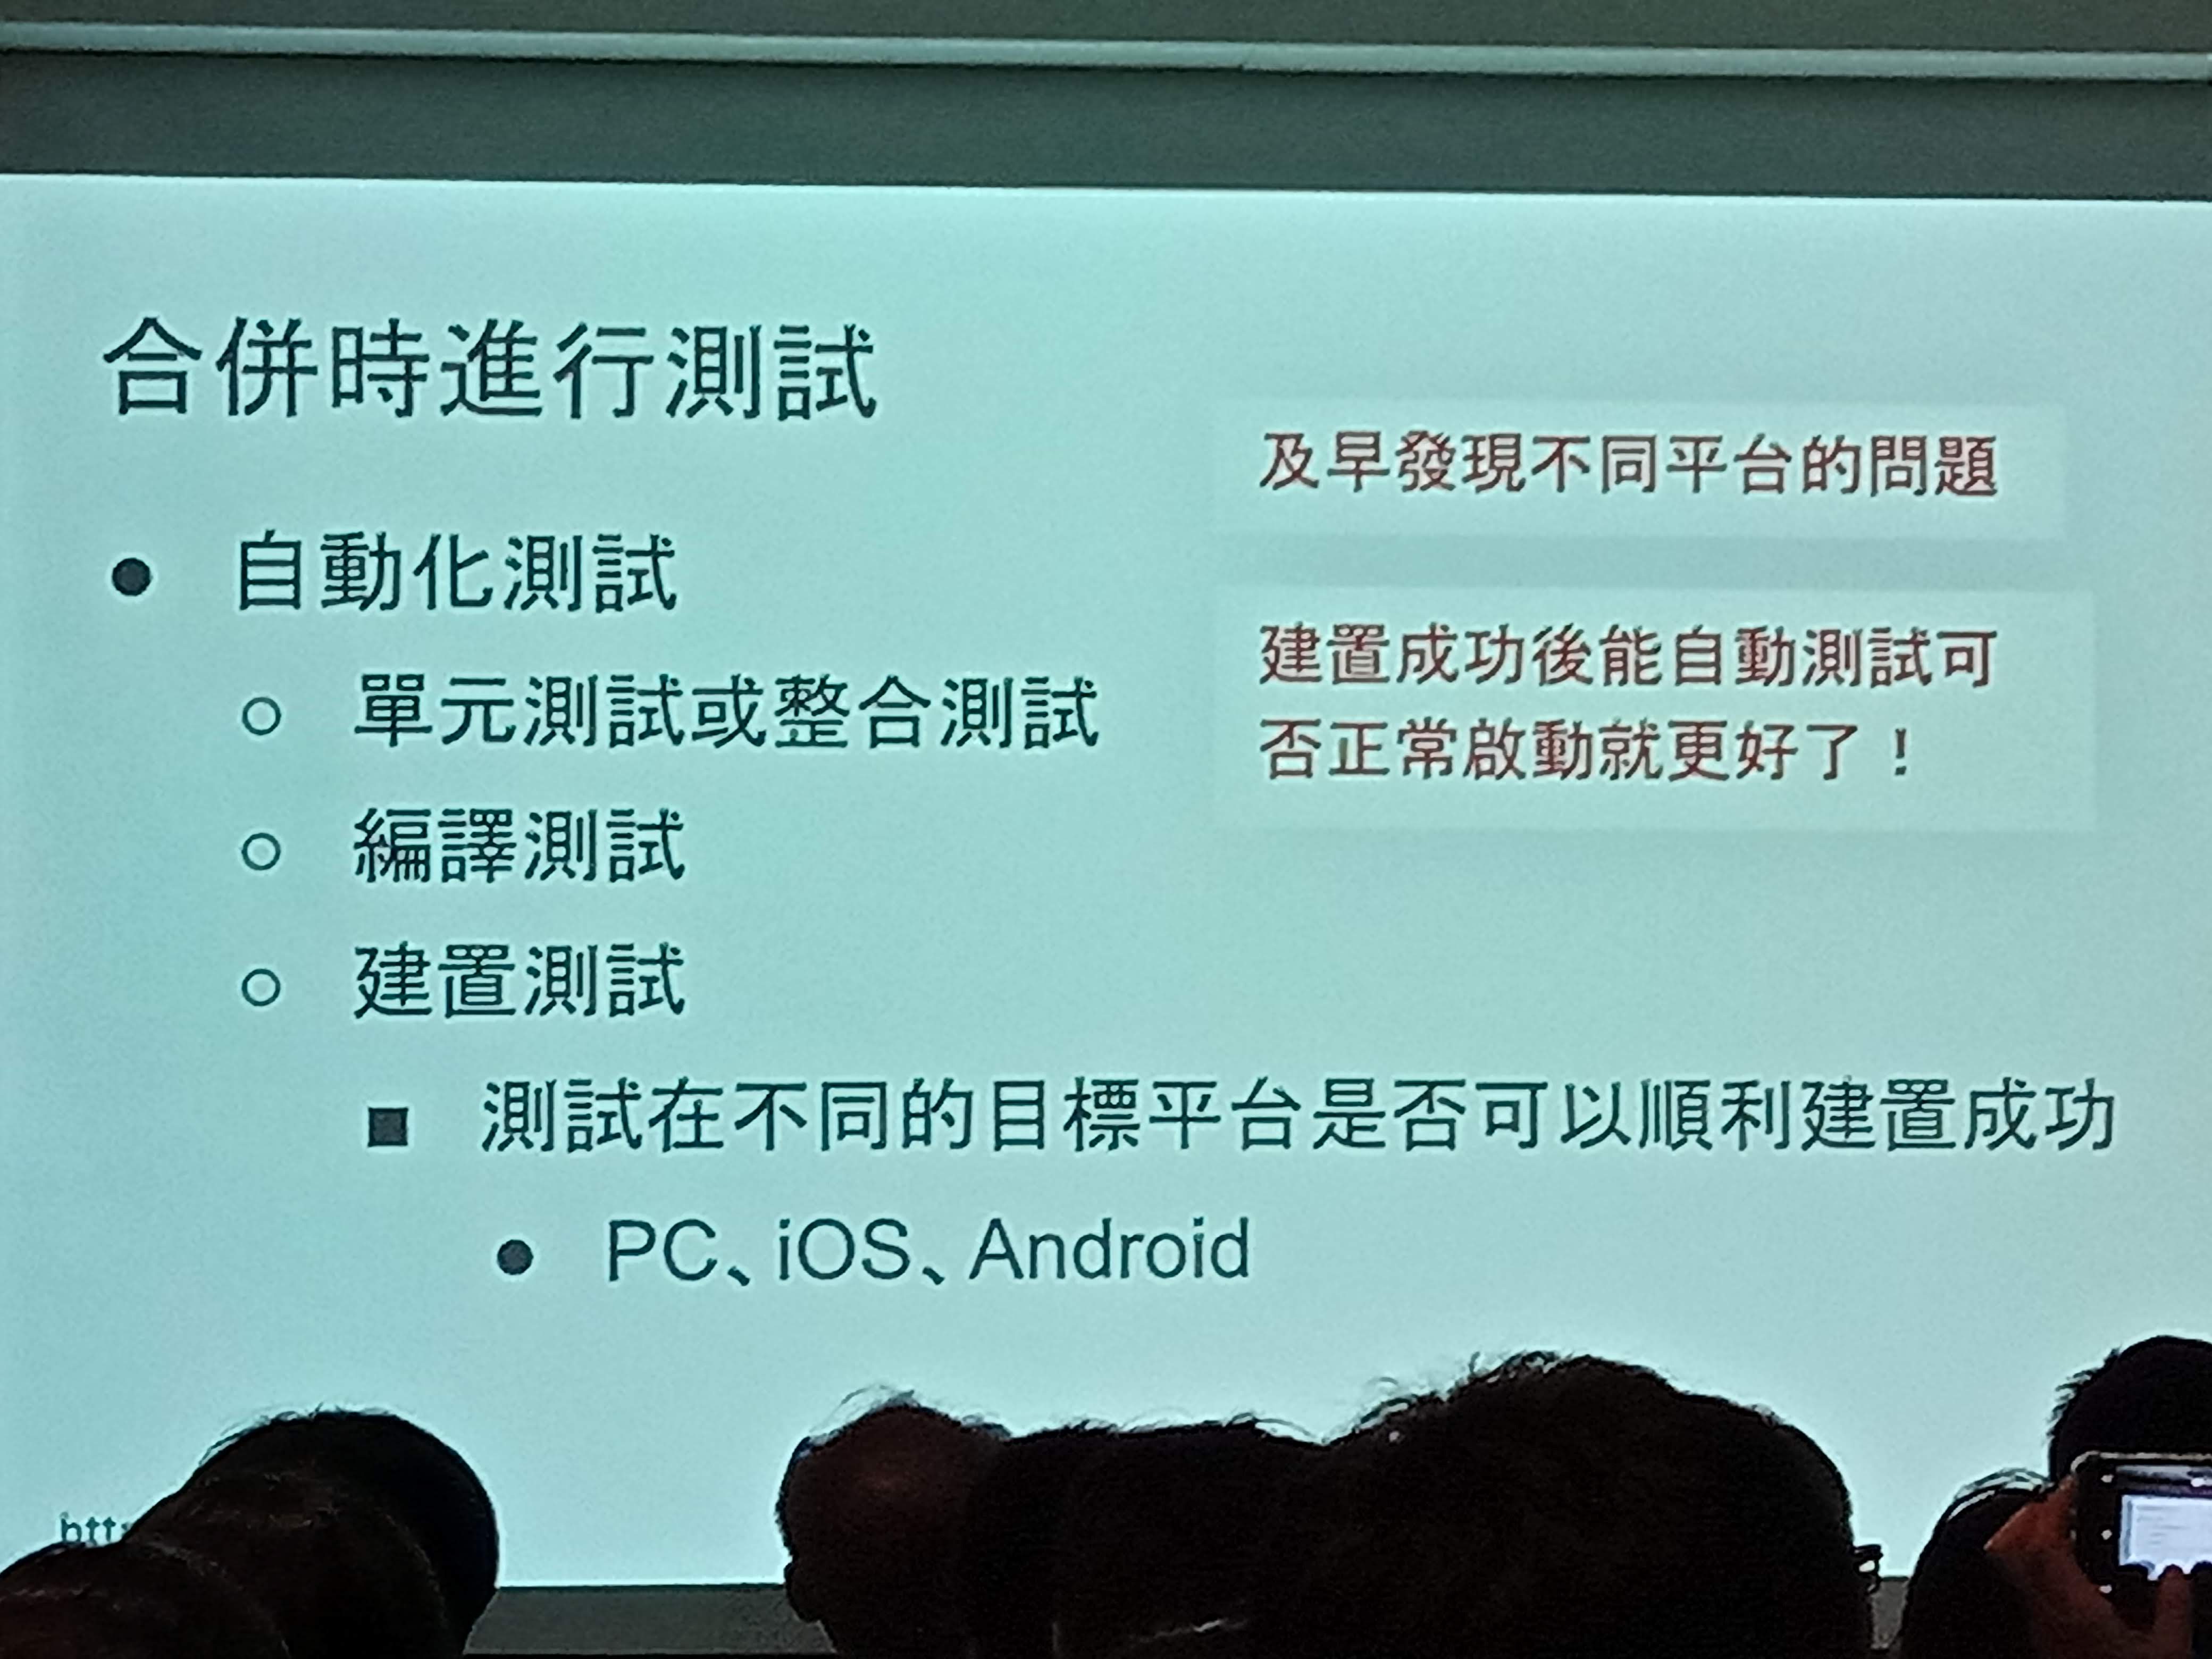 合併時進行測試
及早發現不同平台的問題
建置成功後能自動測試可
否正常啟動就更好了！
● 自動化測試
○ 單元測試或整合測試
○ 編譯測試
○ 建置測試
■ 測試在不同的目標平台是否可以順利建置成功
● PC、iOS、Android